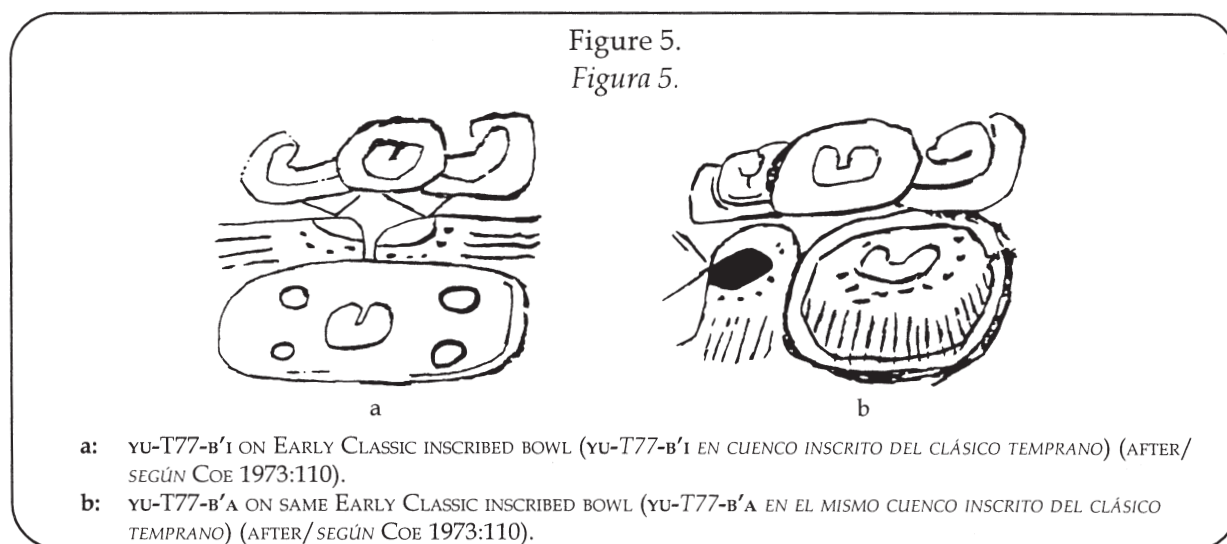 Figure 5.
Figura 5.
a
b
a: YU-T77-B'I ON EARLY CLASSIC INSCRIBED BOWL (YU-T77-B'I EN CUENCO INSCRITO DEL CLÁSICO TEMPRANO) (AFTER/
SEGÚN COE 1973:110).
b: YU-T77-B'A ON SAME EARLY CLASSIC INSCRIBED BOWL (YU-T77-B'A EN EL MISMO CUENCO INSCRITO DEL CLÁSICO
TEMPRANO) (AFTER/SEGÚN COE 1973:110).